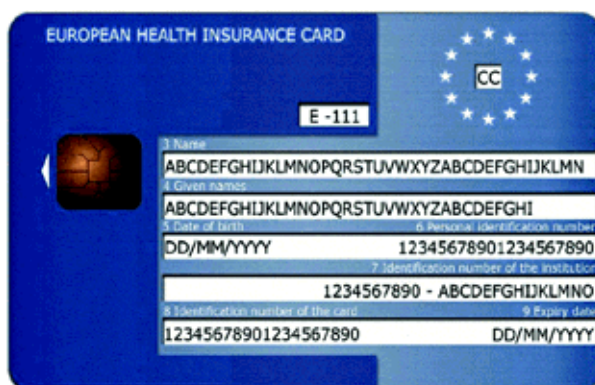 EUROPEAN HEALTH INSURANCE CARD
CC
E -111
3 Name
ABCDEFGHIJKLMNOPQRSTUVWXYZABCDEFGHIJKLMN
4 Given names
ABCDEFGHIJKLMNOPQRSTUVWXYZABCDEFGHI
5 Date of birth 6 Personal identification number
DD/MM/YYYY 12345678901234567890
7 Identification number of the institution
1234567890 - ABCDEFGHIJKLMNO
8 Identification number of the card 9 Expiry date
12345678901234567890 DD/MM/YYYY